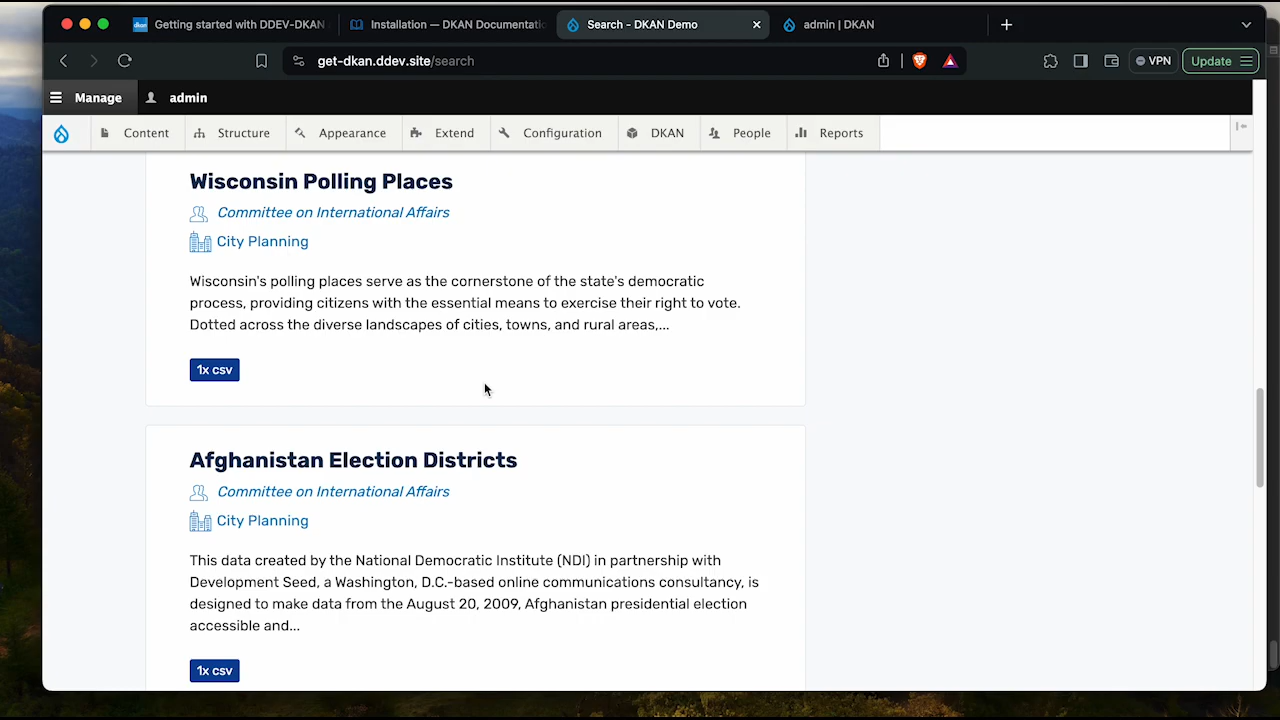 Getting started with DDEV-DKAN
Installation — DKAN Documentatio
Search - DKAN Demo
admin | DKAN
get-dkan.ddev.site/search
VPN
Update
Manage
admin
Content
Structure
Appearance
Extend
Configuration
DKAN
People
Reports
Wisconsin Polling Places
Committee on International Affairs
City Planning
Wisconsin's polling places serve as the cornerstone of the state's democratic
process, providing citizens with the essential means to exercise their right to vote.
Dotted across the diverse landscapes of cities, towns, and rural areas,...
1x csv
Afghanistan Election Districts
Committee on International Affairs
City Planning
This data created by the National Democratic Institute (NDI) in partnership with
Development Seed, a Washington, D.C.-based online communications consultancy, is
designed to make data from the August 20, 2009, Afghanistan presidential election
accessible and...
1x csv